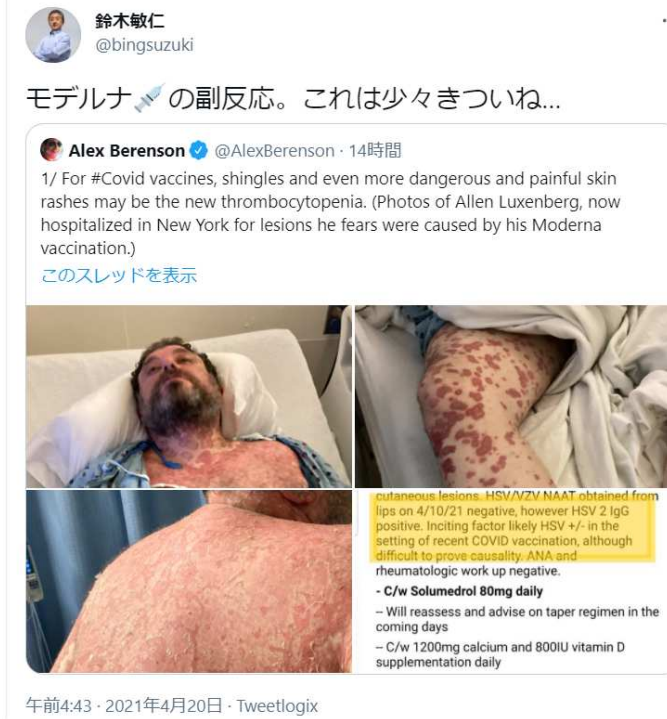 鈴木敏仁
@bingsuzuki
モデルナ💉の副反応。これは少々きついね...
Alex Berenson @AlexBerenson · 14時間
1/ For #Covid vaccines, shingles and even more dangerous and painful skin
rashes may be the new thrombocytopenia. (Photos of Allen Luxenberg, now
hospitalized in New York for lesions he fears were caused by his Moderna
vaccination.)
このスレッドを表示
cutaneous lesions. HSV/VZV NAAT obtained from
lips on 4/10/21 negative, however HSV 2 IgG
positive. Inciting factor likely HSV +/- in the
setting of recent COVID vaccination, although
difficult to prove causality. ANA and
rheumatologic work up negative.
- C/w Solumedrol 80mg daily
-- Will reassess and advise on taper regimen in the
coming days
-- C/w 1200mg calcium and 800IU vitamin D
supplementation daily
午前4:43 · 2021年4月20日 · Tweetlogix